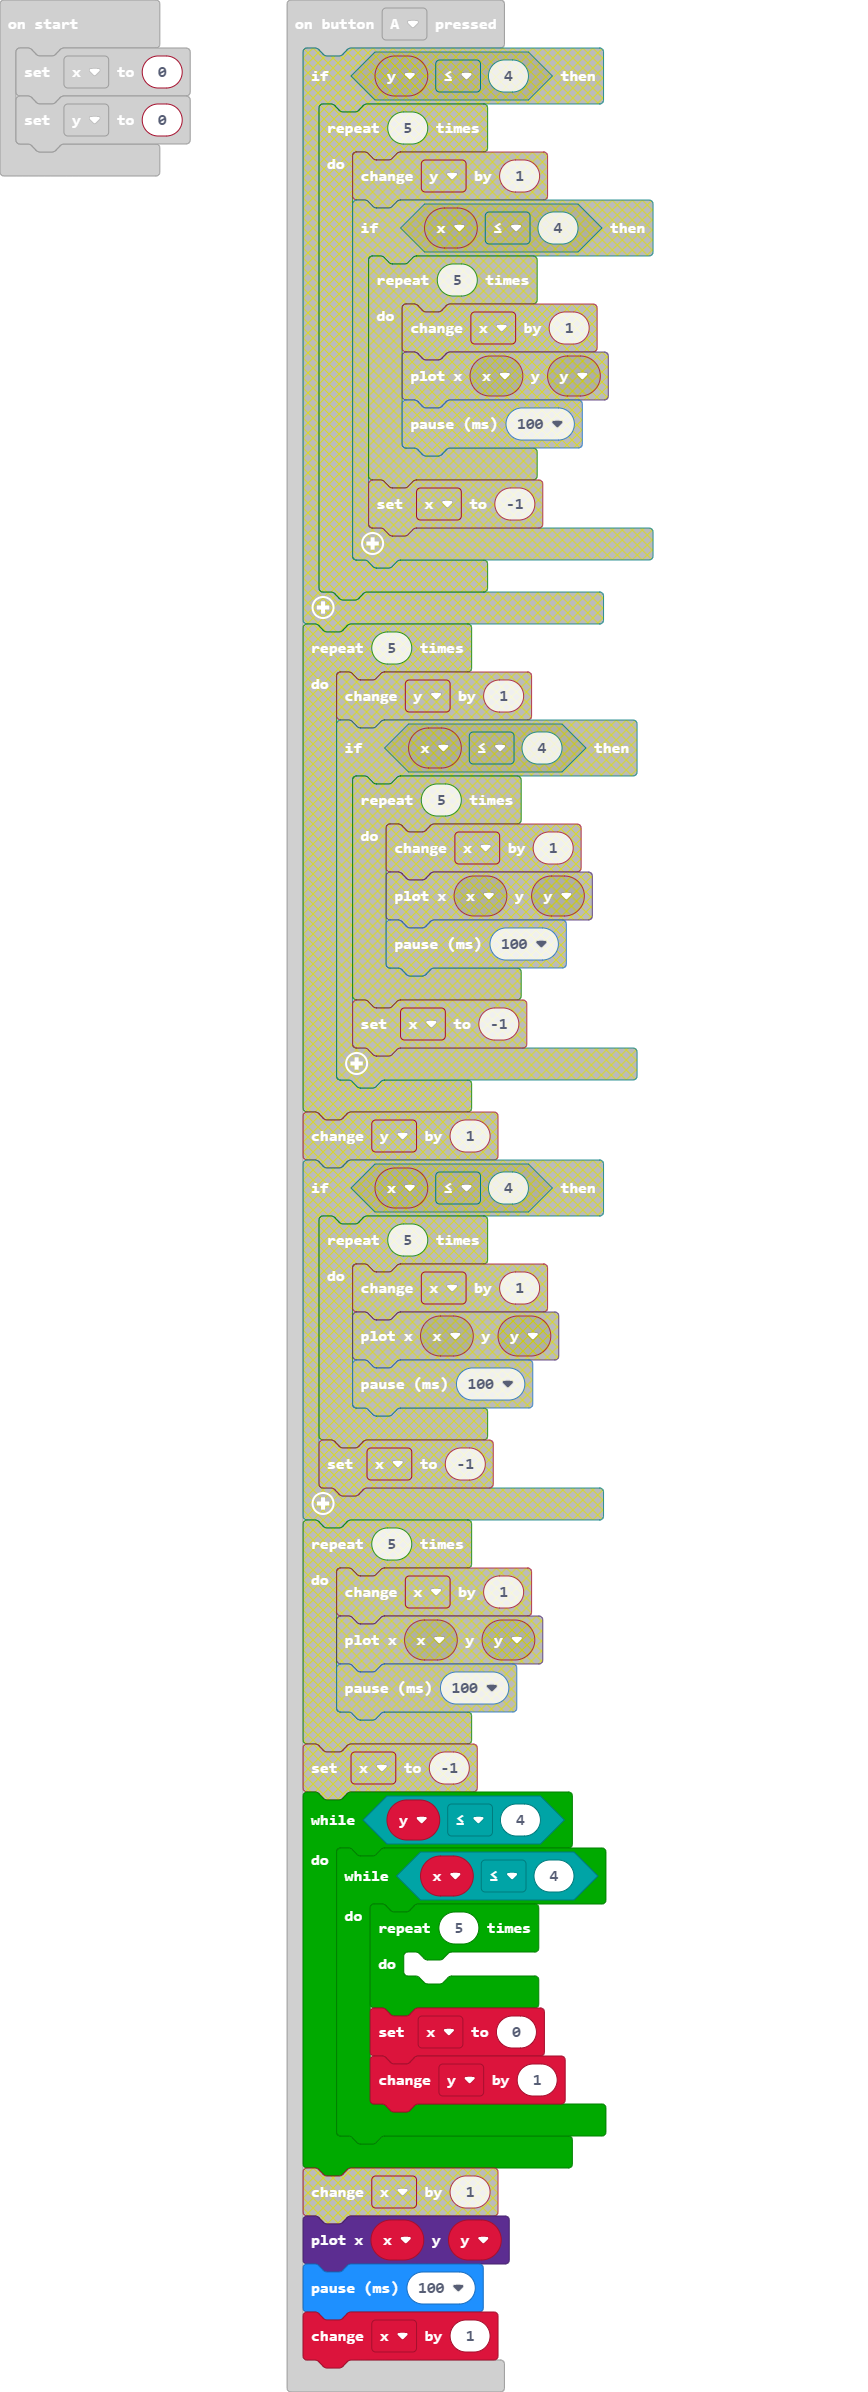 on start
set x to 0
set y to 0
on button A pressed
if y ≤ 4 then
repeat 5 times
do
change y by 1
if x ≤ 4 then
repeat 5 times
do
change x by 1
plot x x y y
pause (ms) 100
set x to -1
repeat 5 times
do
change y by 1
if x ≤ 4 then
repeat 5 times
do
change x by 1
plot x x y y
pause (ms) 100
set x to -1
change y by 1
if x ≤ 4 then
repeat 5 times
do
change x by 1
plot x x y y
pause (ms) 100
set x to -1
repeat 5 times
do
change x by 1
plot x x y y
pause (ms) 100
set x to -1
while y ≤ 4
do
while x ≤ 4
do
repeat 5 times
do
set x to 0
change y by 1
change x by 1
plot x x y y
pause (ms) 100
change x by 1